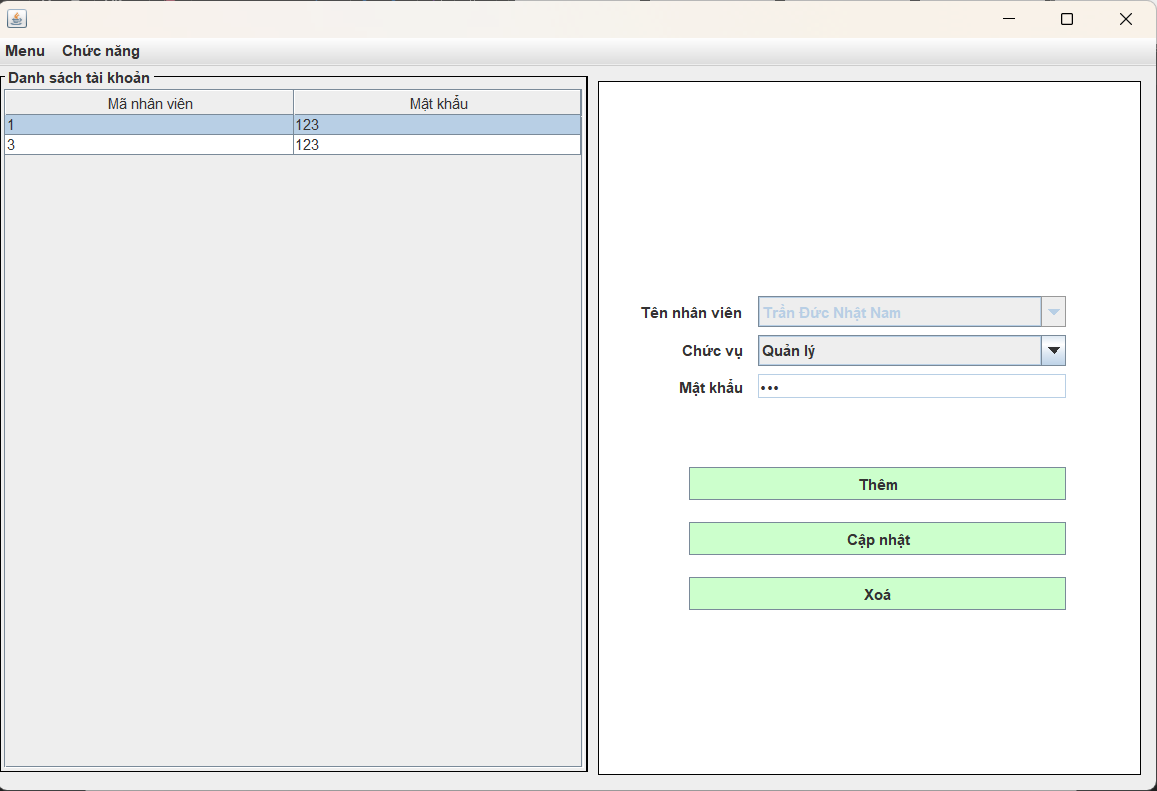 Menu Chức năng
Danh sách tài khoản
Mã nhân viên Mật khẩu
1 123
3 123
Tên nhân viên Trần Đức Nhật Nam
Chức vụ Quản lý
Mật khẩu •••
Thêm
Cập nhật
Xoá